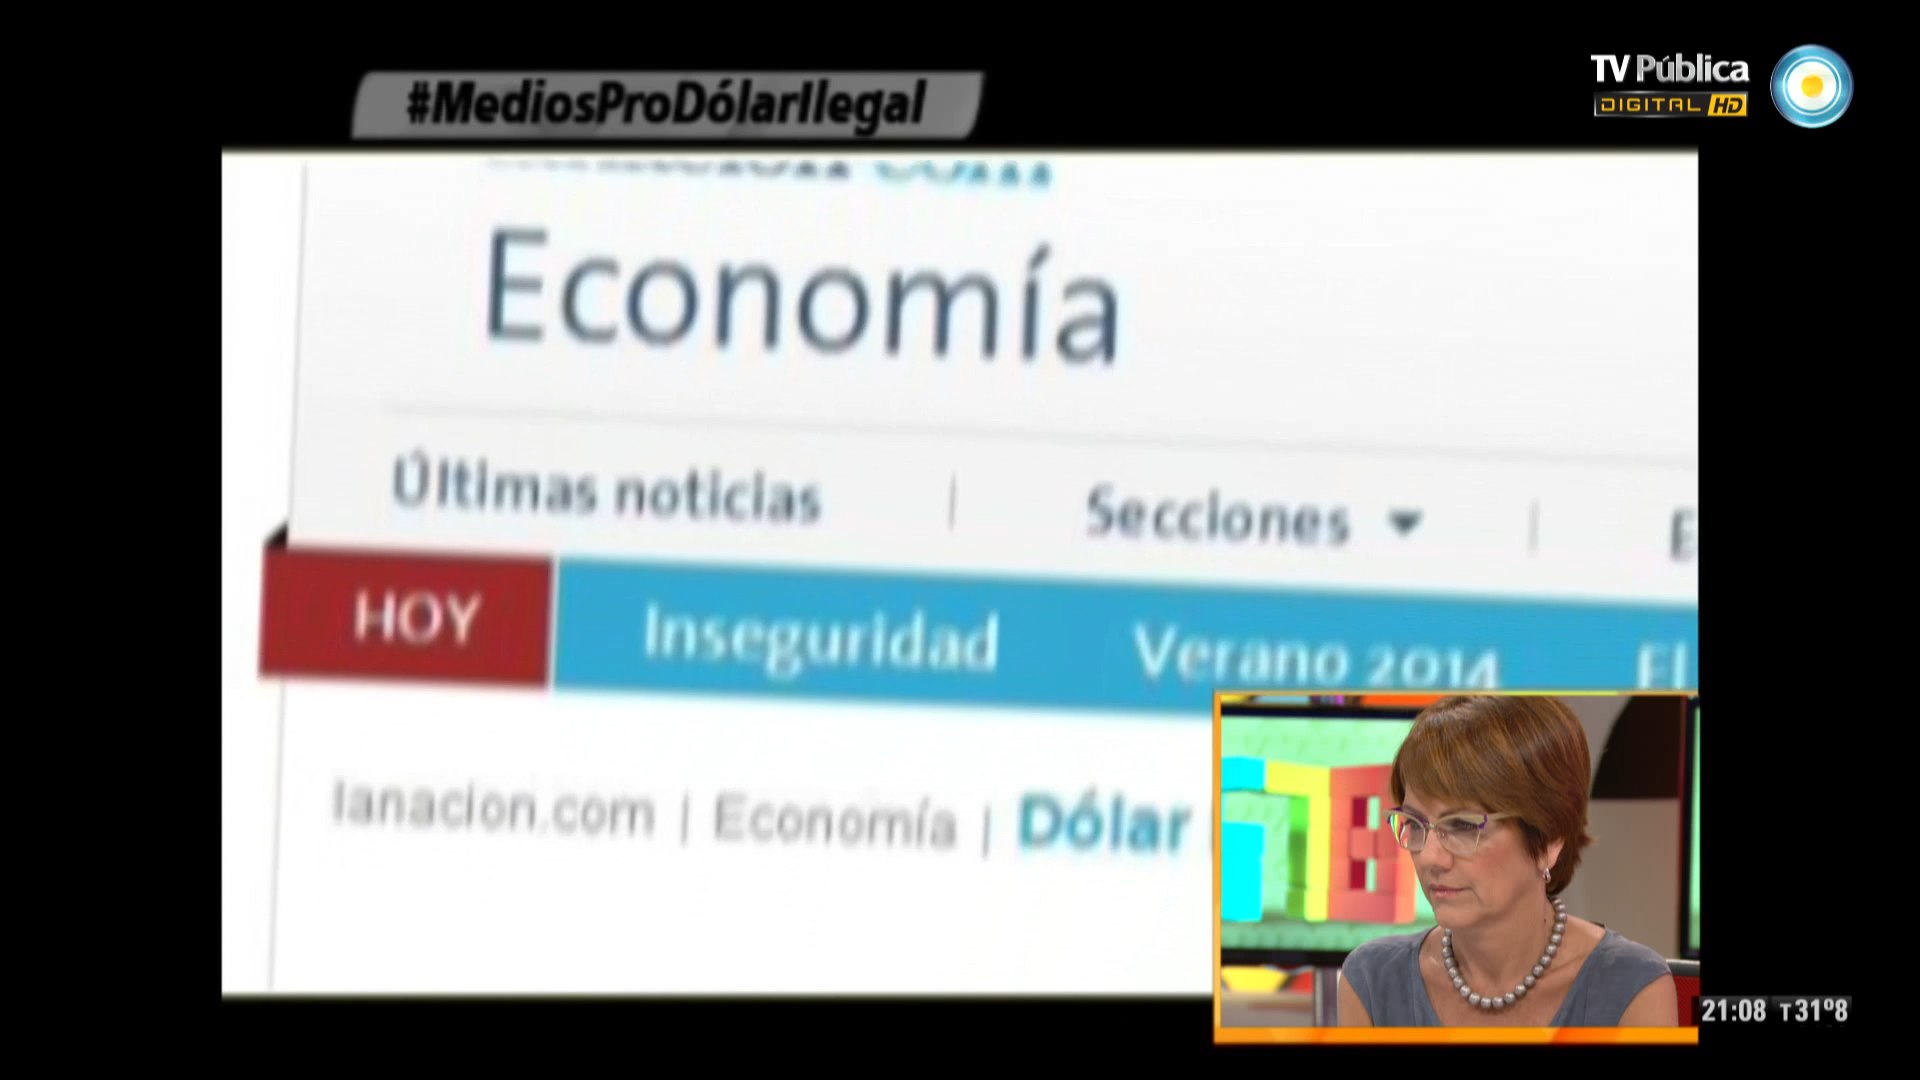 #MediosProDólarIlegal
TV Pública
DIGITAL HD
Economía
Últimas noticias
Secciones
HOY
Inseguridad
Verano 2014
El
lanacion.com | Economía | Dólar
21:08 T31º8